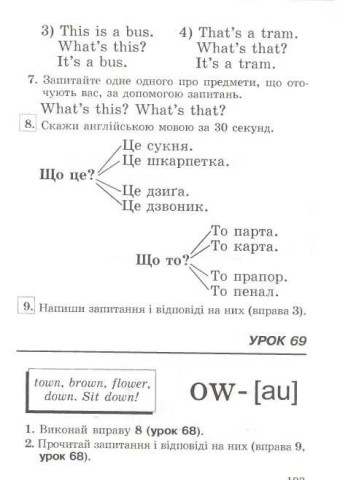 3) This is a bus.
What's this?
It's a bus.
4) That's a tram.
What's that?
It's a tram.
7. Запитайте одне одного про предмети, що ото-
чують вас, за допомогою запитань.
What's this? What's that?
8. Скажи англійською мовою за 30 секунд.
Що це?
Це сукня.
Це шкарпетка.
Це дзиґа.
Це дзвоник.
Що то?
То парта.
То карта.
То прапор.
То пенал.
9. Напиши запитання і відповіді на них (вправа 3).
УРОК 69
town, brown, flower,
down. Sit down!
ow- [au]
1. Виконай вправу 8 (урок 68).
2. Прочитай запитання і відповіді на них (вправа 9,
урок 68).